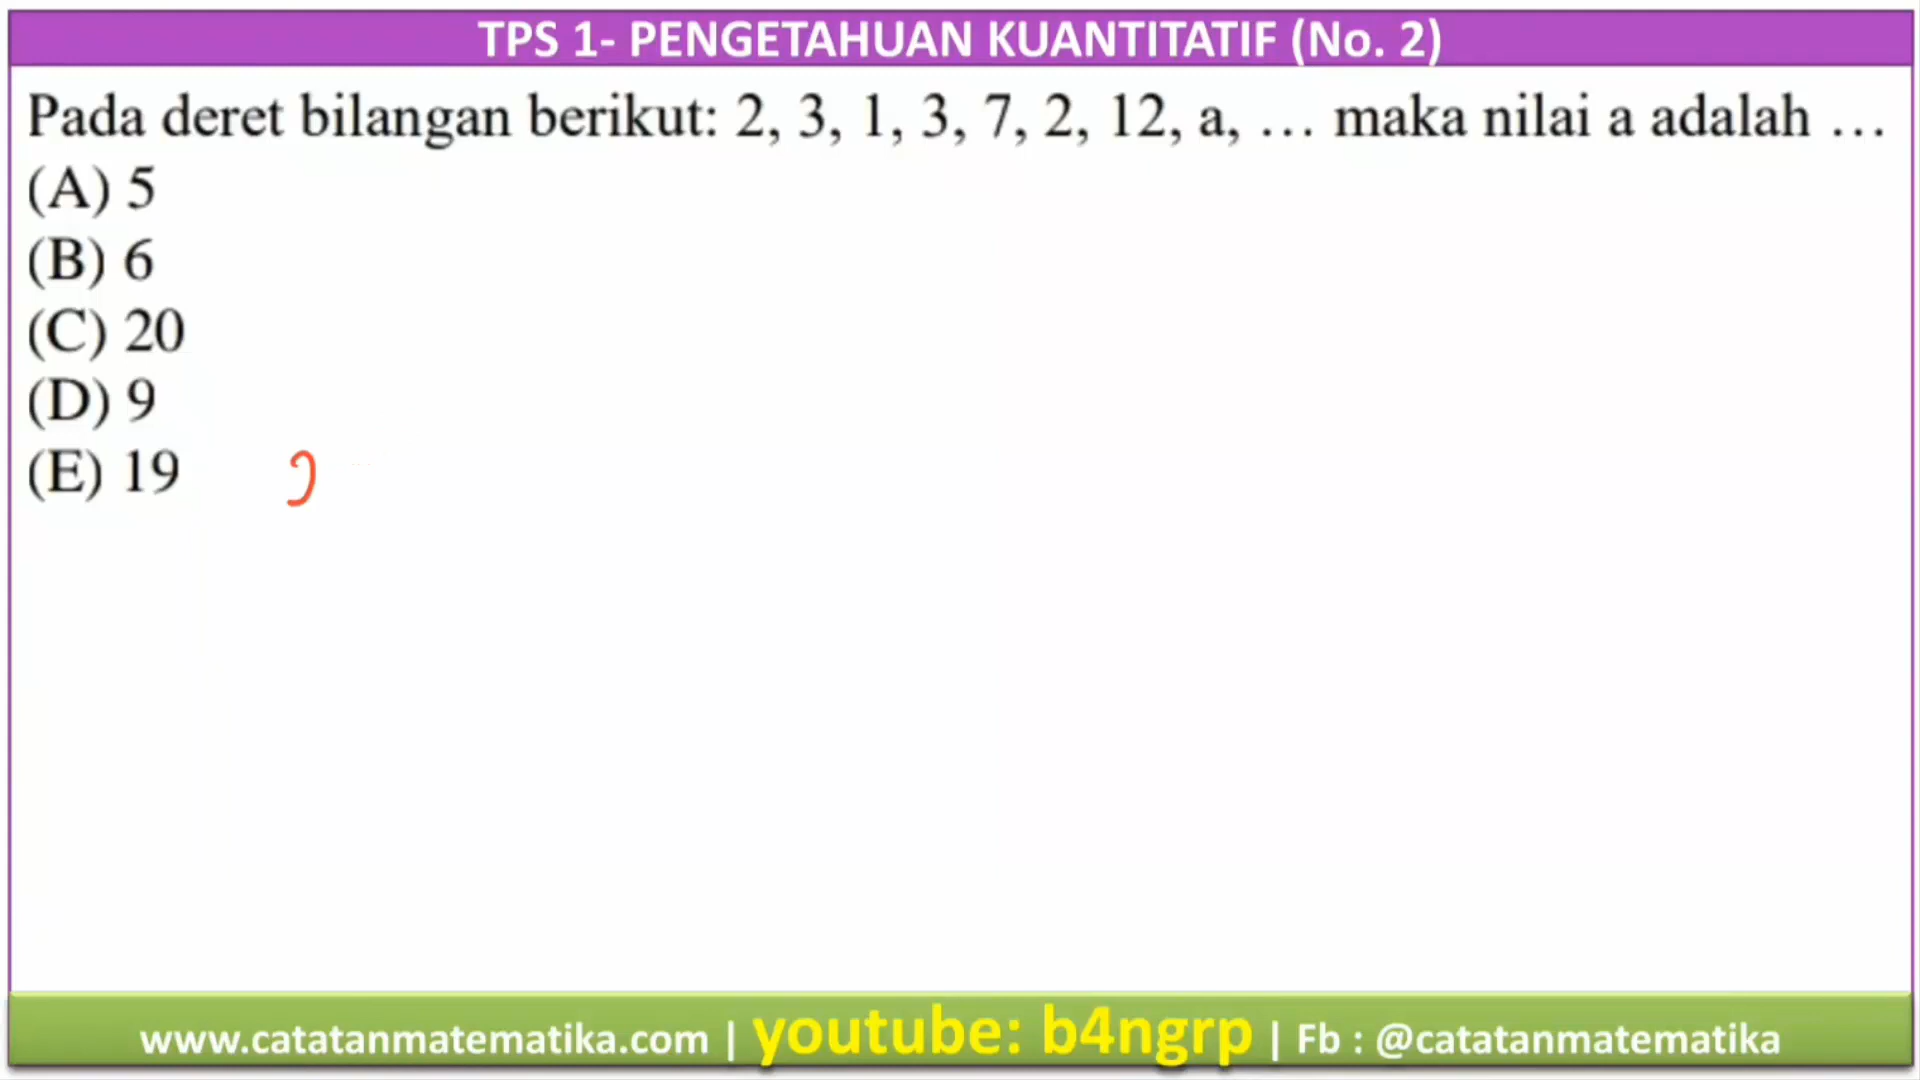 TPS 1- PENGETAHUAN KUANTITATIF (No. 2)
Pada deret bilangan berikut: 2, 3, 1, 3, 7, 2, 12, a, … maka nilai a adalah …
(A) 5
(B) 6
(C) 20
(D) 9
(E) 19
www.catatanmatematika.com | youtube: b4ngrp | Fb : @catatanmatematika